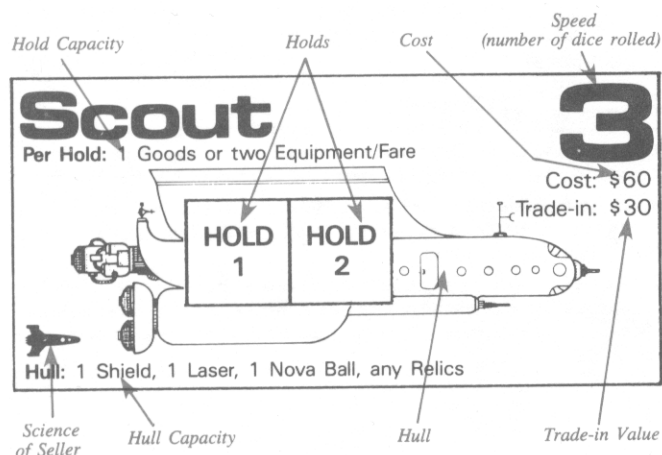 Speed
(number of dice rolled)
Hold Capacity
Holds
Cost
Scout
3
Per Hold: 1 Goods or two Equipment/Fare
Cost: $60
Trade-in: $30
HOLD
1
HOLD
2
Hull: 1 Shield, 1 Laser, 1 Nova Ball, any Relics
Science
of Seller
Hull Capacity
Hull
Trade-in Value